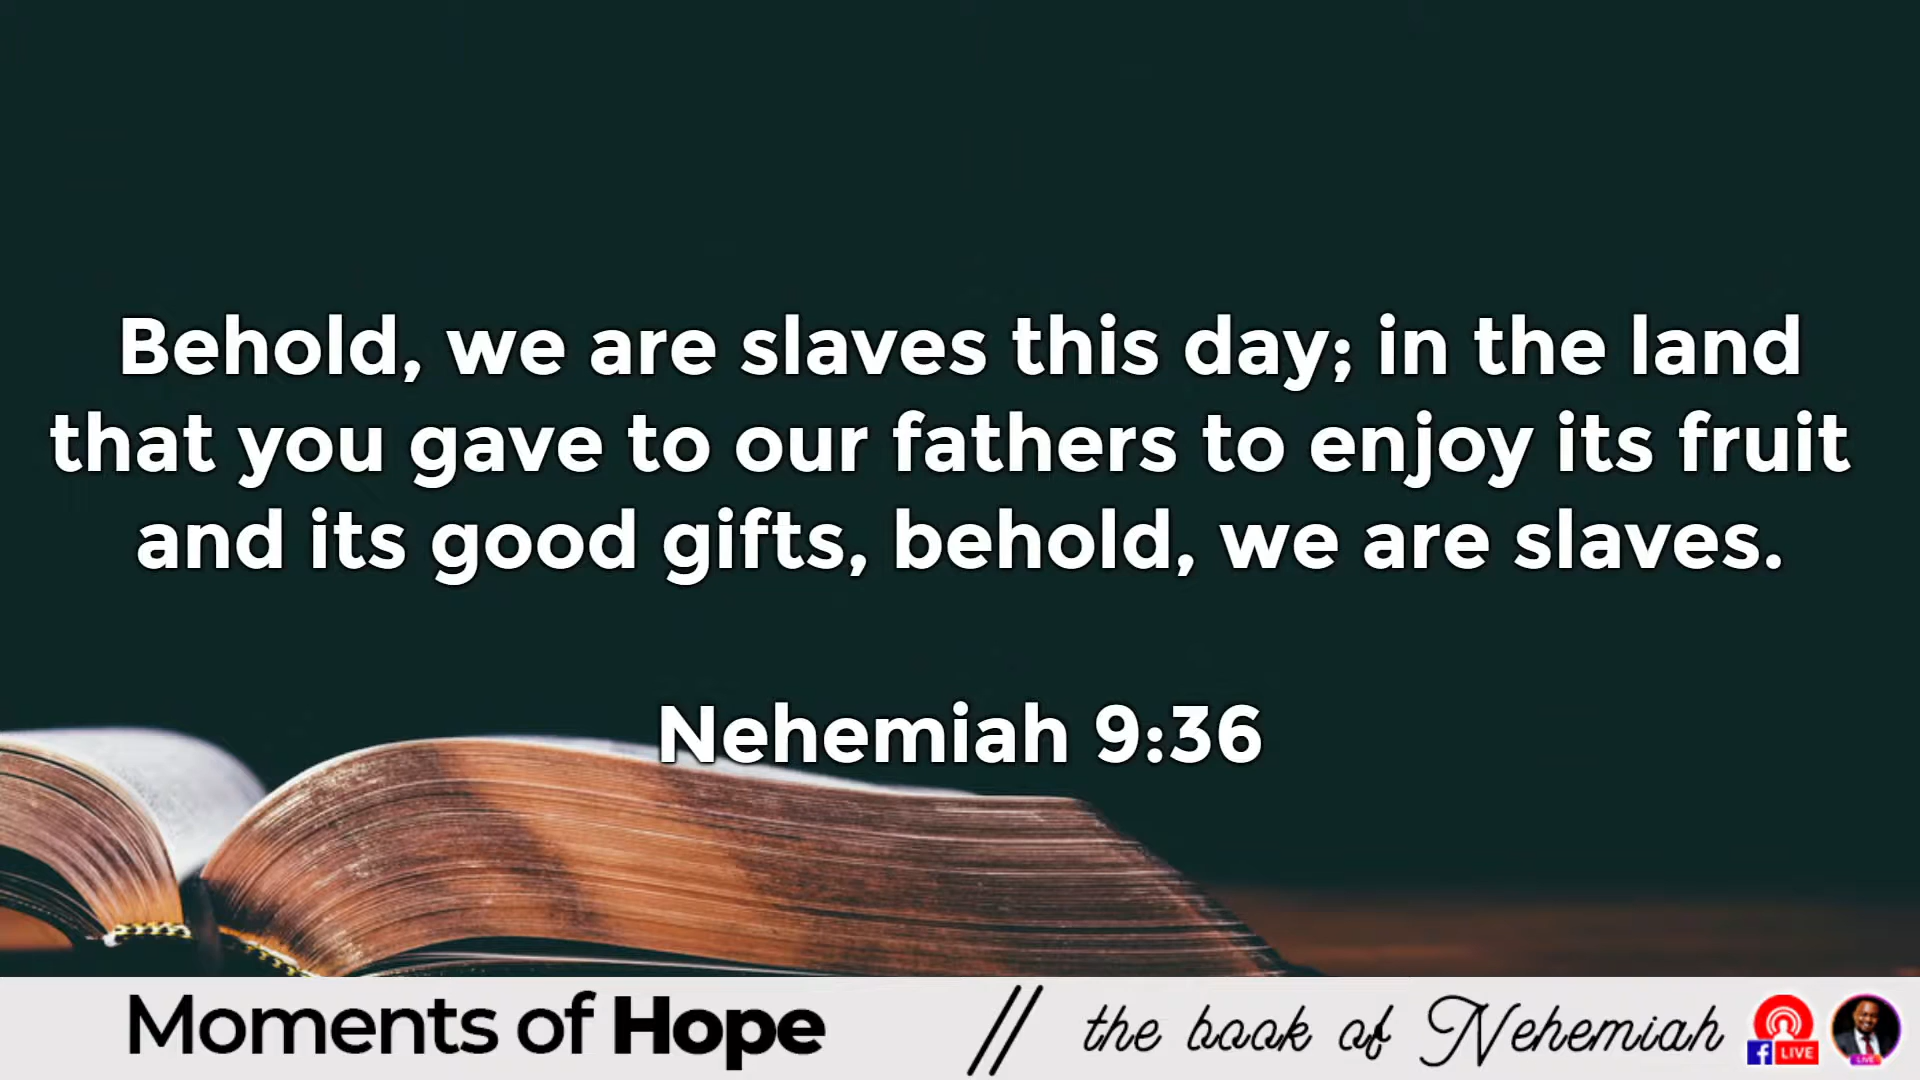 Behold, we are slaves this day; in the land
that you gave to our fathers to enjoy its fruit
and its good gifts, behold, we are slaves.
Nehemiah 9:36
Moments of Hope // the book of Nehemiah
LIVE
LIVE